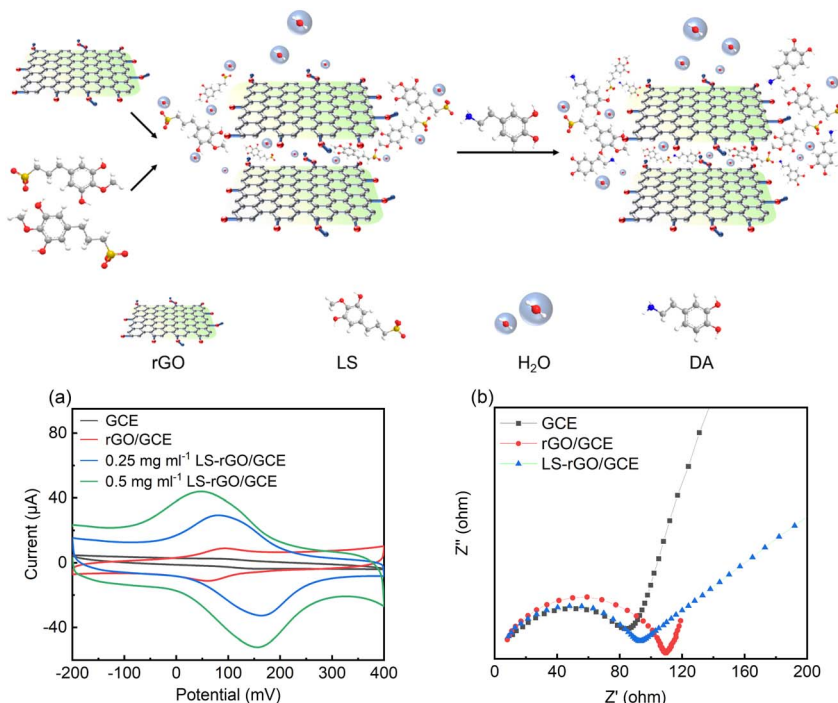 rGO
LS
H₂O
DA
(a)
GCE
rGO/GCE
0.25 mg ml⁻¹ LS-rGO/GCE
0.5 mg ml⁻¹ LS-rGO/GCE
80
40
0
-40
Current (μA)
-200
-100
0
100
200
300
400
Potential (mV)
(b)
GCE
rGO/GCE
LS-rGO/GCE
Z'' (ohm)
0
40
80
120
160
200
Z' (ohm)